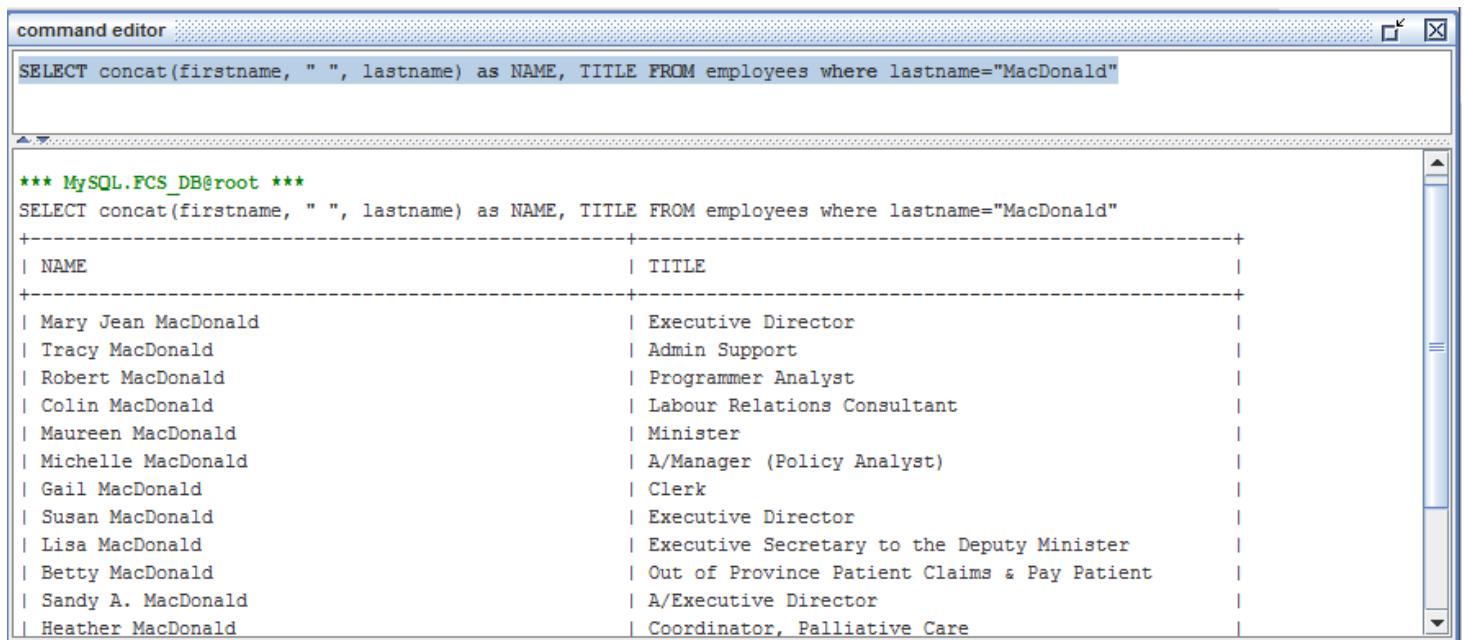 command editor
SELECT concat(firstname, " ", lastname) as NAME, TITLE FROM employees where lastname="MacDonald"
*** MySQL.FCS_DB@root ***
SELECT concat(firstname, " ", lastname) as NAME, TITLE FROM employees where lastname="MacDonald"
+----------------------------------------------------+----------------------------------------------------+
| NAME | TITLE |
+----------------------------------------------------+----------------------------------------------------+
| Mary Jean MacDonald | Executive Director |
| Tracy MacDonald | Admin Support |
| Robert MacDonald | Programmer Analyst |
| Colin MacDonald | Labour Relations Consultant |
| Maureen MacDonald | Minister |
| Michelle MacDonald | A/Manager (Policy Analyst) |
| Gail MacDonald | Clerk |
| Susan MacDonald | Executive Director |
| Lisa MacDonald | Executive Secretary to the Deputy Minister |
| Betty MacDonald | Out of Province Patient Claims & Pay Patient |
| Sandy A. MacDonald | A/Executive Director |
| Heather MacDonald | Coordinator, Palliative Care |